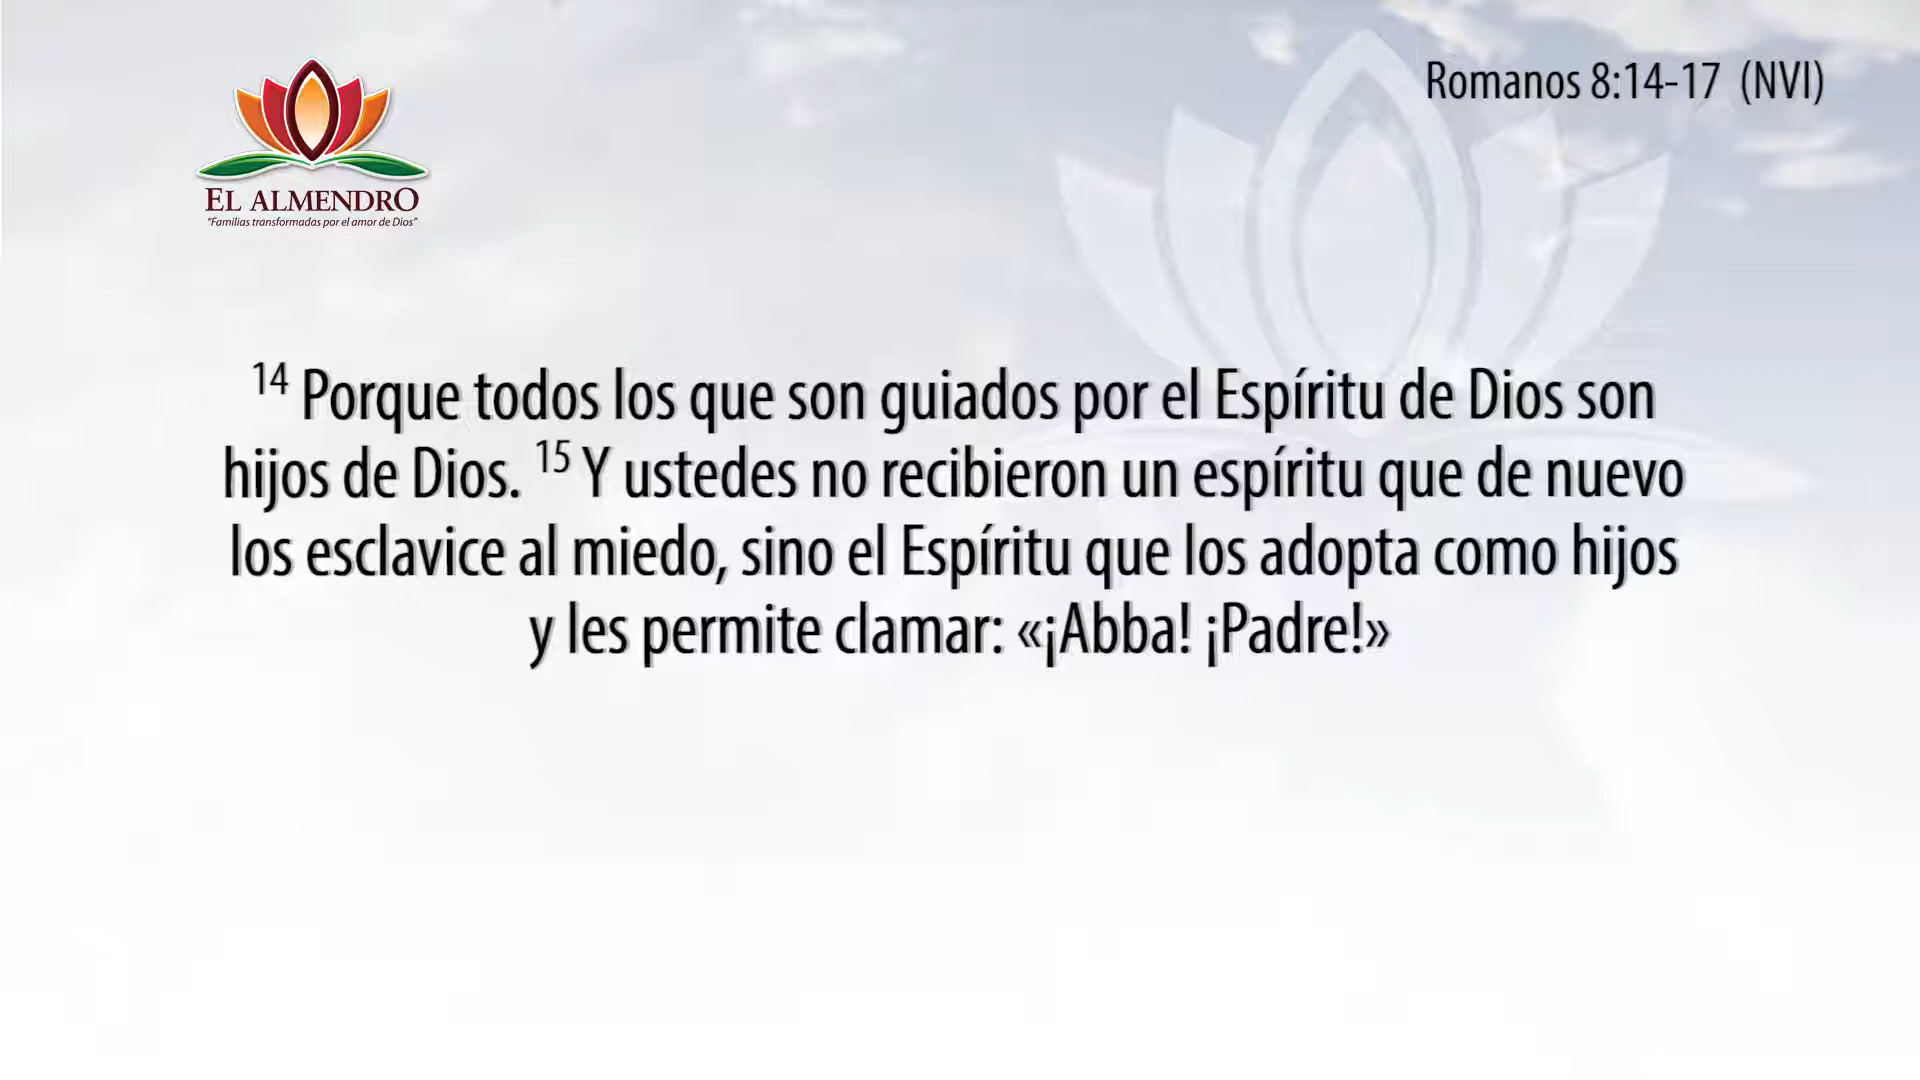 Romanos 8:14-17 (NVI)
EL ALMENDRO
"Familias transformadas por el amor de Dios"
14 Porque todos los que son guiados por el Espíritu de Dios son
hijos de Dios. 15 Y ustedes no recibieron un espíritu que de nuevo
los esclavice al miedo, sino el Espíritu que los adopta como hijos
y les permite clamar: «¡Abba! ¡Padre!»